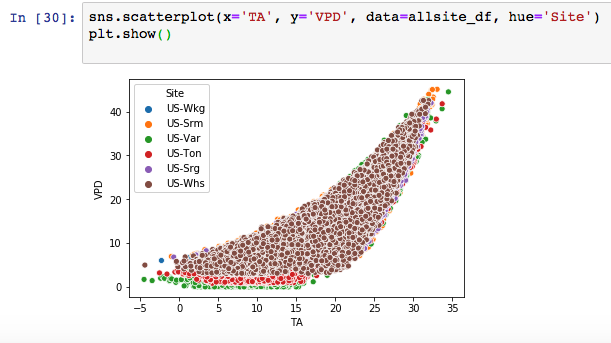 In [30]: sns.scatterplot(x='TA', y='VPD', data=allsite_df, hue='Site')
plt.show()
Site
US-Wkg
US-Srm
US-Var
US-Ton
US-Srg
US-Whs
40
30
20
10
0
VPD
−5 0 5 10 15 20 25 30 35
TA